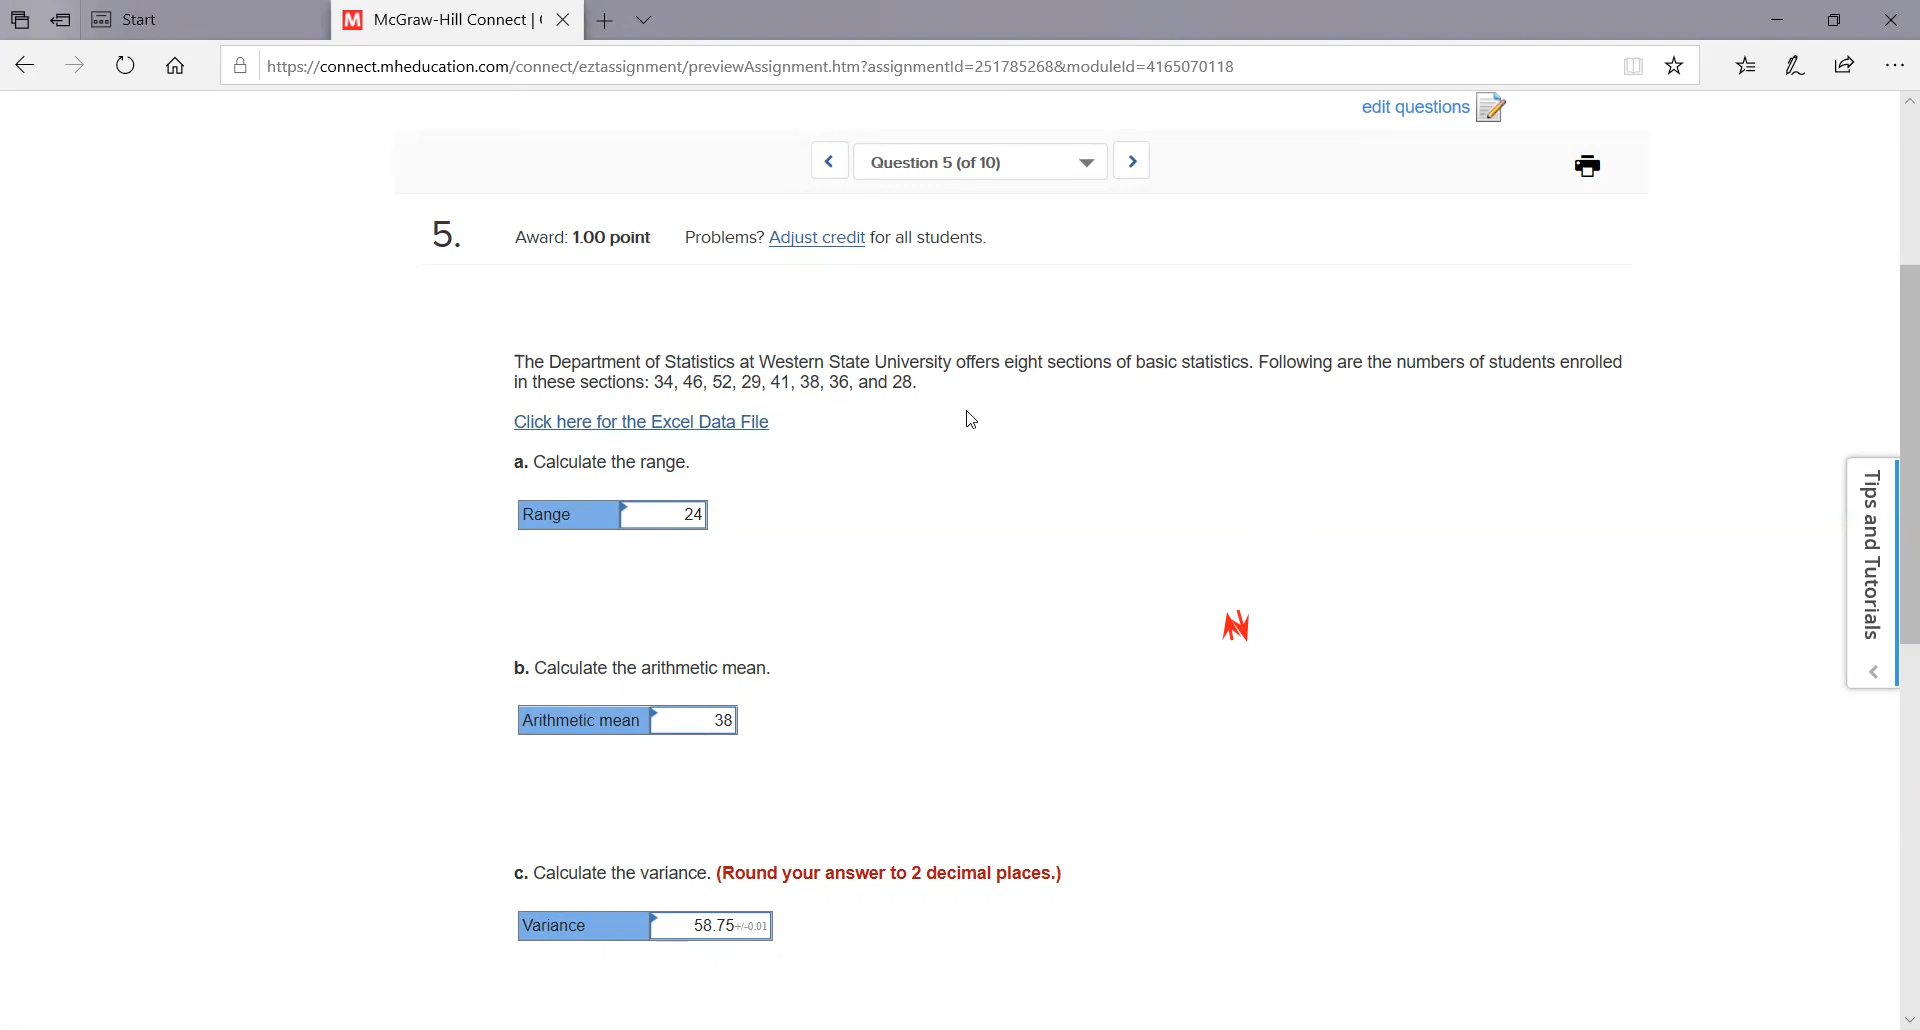 Start
M McGraw-Hill Connect | (
https://connect.mheducation.com/connect/eztassignment/previewAssignment.htm?assignmentId=251785268&moduleId=4165070118
edit questions
Question 5 (of 10)
5. Award: 1.00 point Problems? Adjust credit for all students.
The Department of Statistics at Western State University offers eight sections of basic statistics. Following are the numbers of students enrolled
in these sections: 34, 46, 52, 29, 41, 38, 36, and 28.
Click here for the Excel Data File
a. Calculate the range.
Range 24
b. Calculate the arithmetic mean.
Arithmetic mean 38
c. Calculate the variance. (Round your answer to 2 decimal places.)
Variance 58.75+/-0.01
Tips and Tutorials